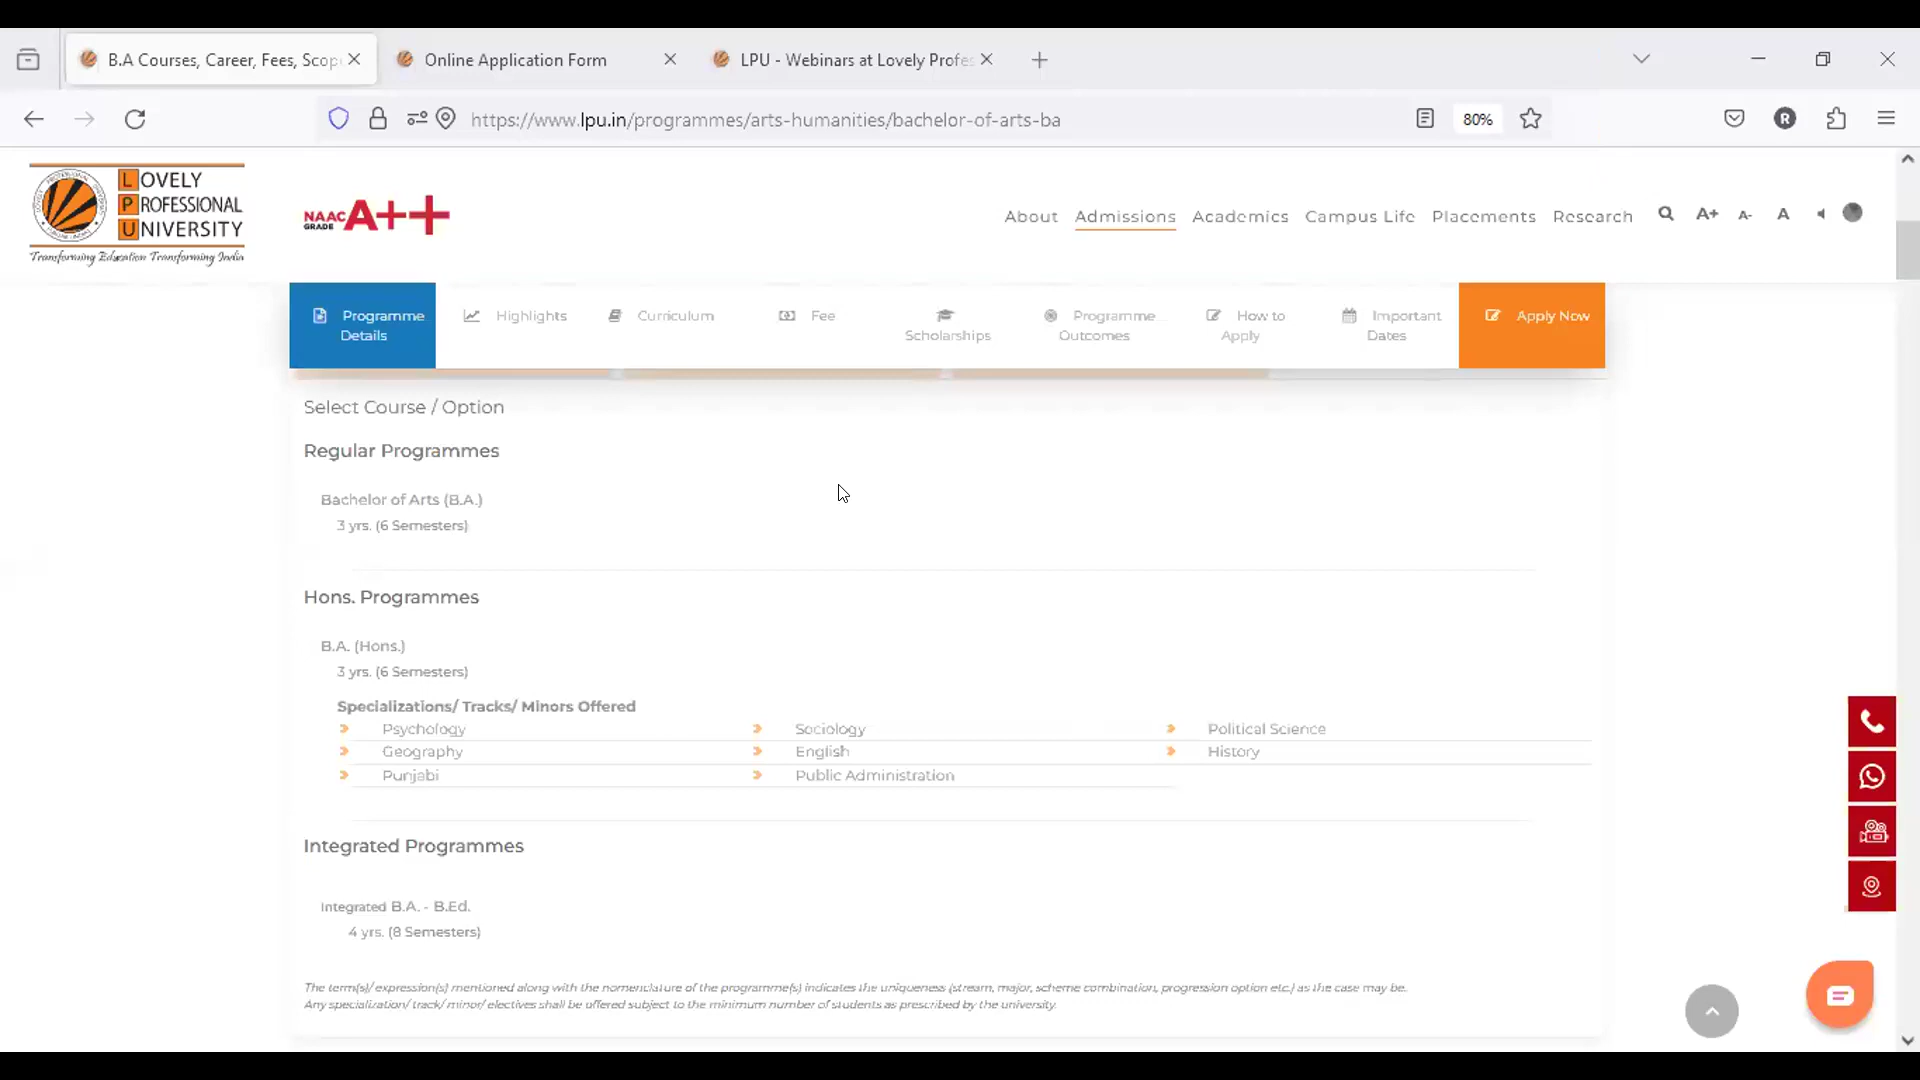 B.A Courses, Career, Fees, Scop
Online Application Form
LPU - Webinars at Lovely Profes
https://www.lpu.in/programmes/arts-humanities/bachelor-of-arts-ba
80%
R
LOVELY
PROFESSIONAL
UNIVERSITY
Transforming Education Transforming India
NAAC
GRADE
A++
About Admissions Academics Campus Life Placements Research A+ A- A
Programme
Details
Highlights
Curriculum
Fee
Scholarships
Programme
Outcomes
How to
Apply
Important
Dates
Apply Now
Select Course / Option
Regular Programmes
Bachelor of Arts (B.A.)
3 yrs. (6 Semesters)
Hons. Programmes
B.A. (Hons.)
3 yrs. (6 Semesters)
Specializations/ Tracks/ Minors Offered
Psychology Sociology Political Science
Geography English History
Punjabi Public Administration
Integrated Programmes
Integrated B.A. - B.Ed.
4 yrs. (8 Semesters)
The term(s)/ expression(s) mentioned along with the nomenclature of the programme(s) indicates the uniqueness (stream, major, scheme combination, progression option etc.) as the case may be.
Any specialization/ track/ minor/ electives shall be offered subject to the minimum number of students as prescribed by the university.